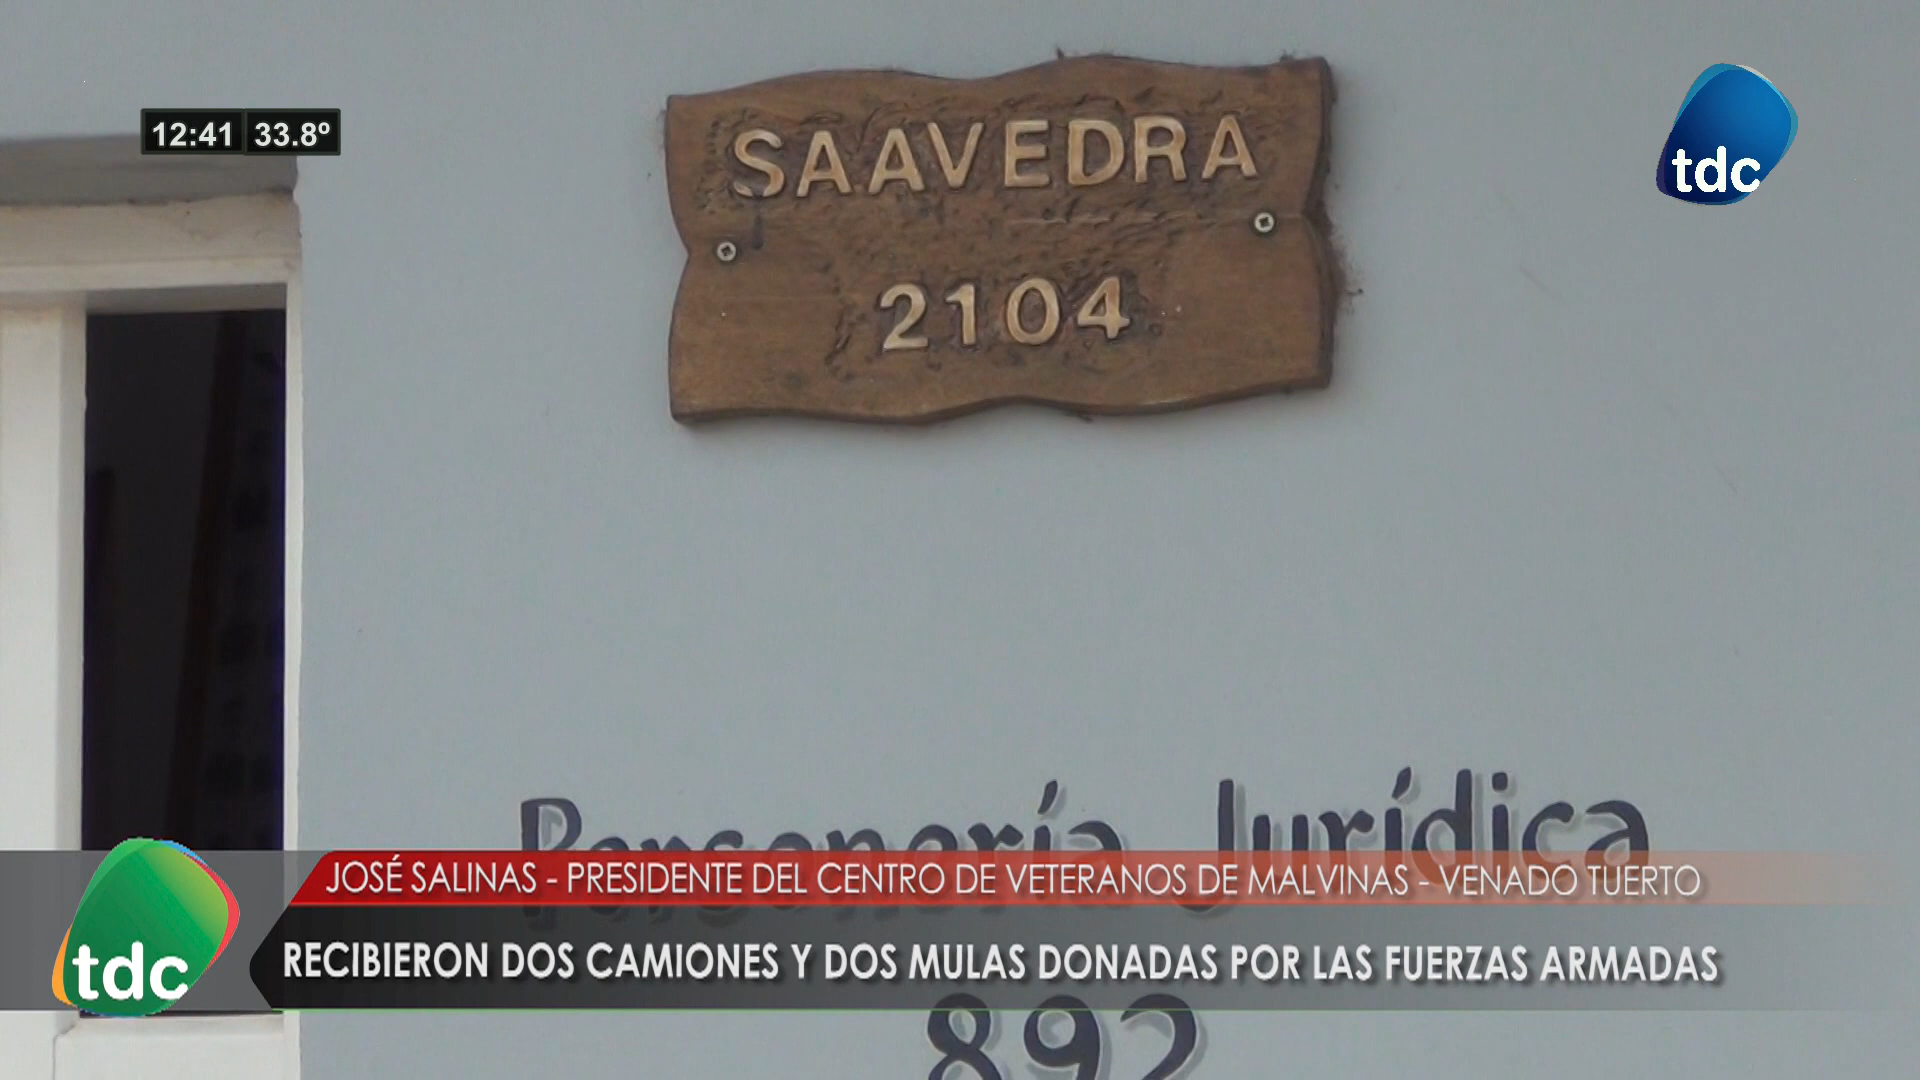 12:41 33.8º
tdc
SAAVEDRA
2104
Personería Jurídica
892
JOSÉ SALINAS - PRESIDENTE DEL CENTRO DE VETERANOS DE MALVINAS - VENADO TUERTO
RECIBIERON DOS CAMIONES Y DOS MULAS DONADAS POR LAS FUERZAS ARMADAS
tdc